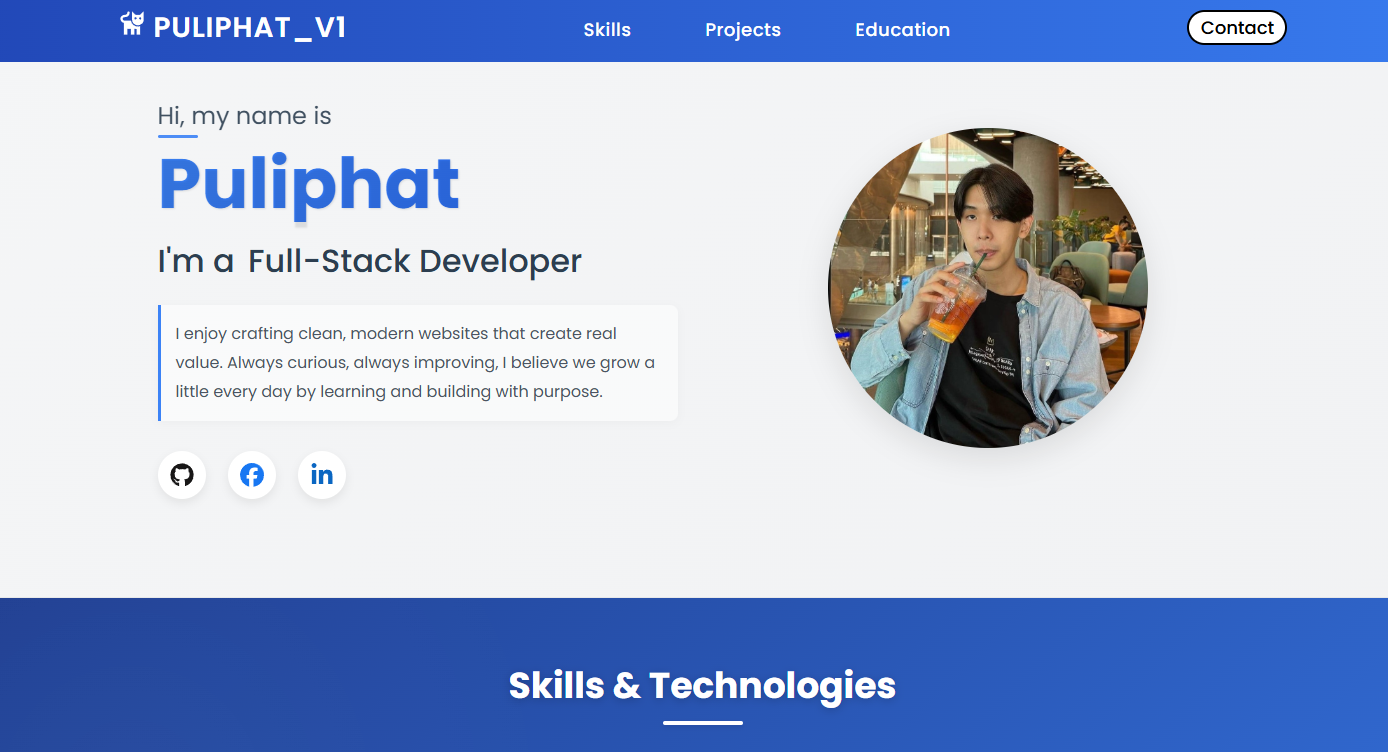 PULIPHAT_V1
Skills
Projects
Education
Contact
Hi, my name is
Puliphat
I'm a Full-Stack Developer
I enjoy crafting clean, modern websites that create real
value. Always curious, always improving, I believe we grow a
little every day by learning and building with purpose.
in
Skills & Technologies